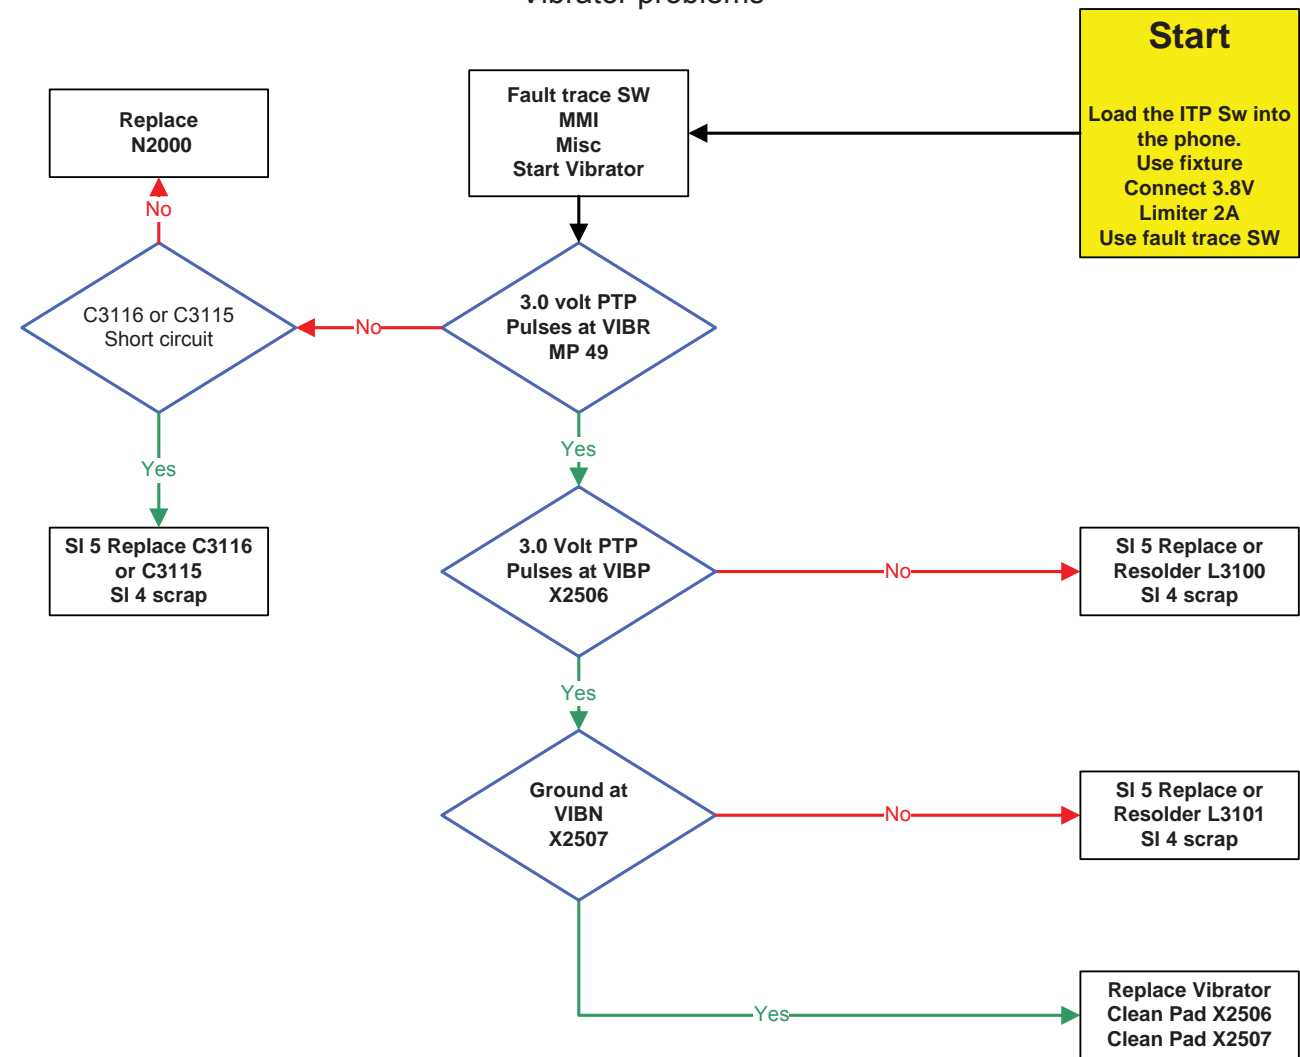 Vibrator problems
Start
Load the ITP Sw into
the phone.
Use fixture
Connect 3.8V
Limiter 2A
Use fault trace SW
Fault trace SW
MMI
Misc
Start Vibrator
Replace
N2000
No
C3116 or C3115
Short circuit
No
3.0 volt PTP
Pulses at VIBR
MP 49
Yes
Yes
SI 5 Replace C3116
or C3115
SI 4 scrap
3.0 Volt PTP
Pulses at VIBP
X2506
No
SI 5 Replace or
Resolder L3100
SI 4 scrap
Yes
Ground at
VIBN
X2507
No
SI 5 Replace or
Resolder L3101
SI 4 scrap
Yes
Replace Vibrator
Clean Pad X2506
Clean Pad X2507